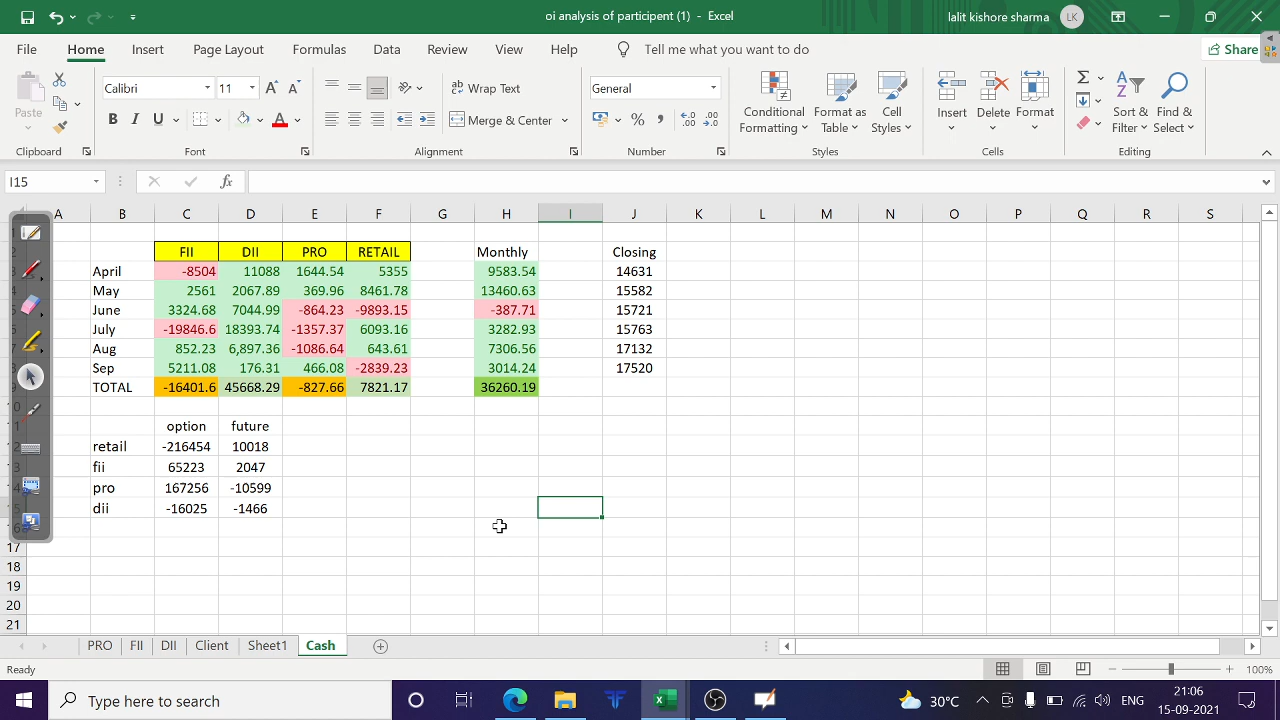 oi analysis of participent (1) - Excel
lalit kishore sharma LK
File Home Insert Page Layout Formulas Data Review View Help Tell me what you want to do Share
Paste
Calibri 11
Wrap Text
Merge & Center
General
Conditional Formatting
Format as Table
Cell Styles
Insert Delete Format
Sort & Filter
Find & Select
Clipboard Font Alignment Number Styles Cells Editing
I15 fx
A B C D E F G H I J K L M N O P Q R S
FII DII PRO RETAIL Monthly Closing
April -8504 11088 1644.54 5355 9583.54 14631
May 2561 2067.89 369.96 8461.78 13460.63 15582
June 3324.68 7044.99 -864.23 -9893.15 -387.71 15721
July -19846.6 18393.74 -1357.37 6093.16 3282.93 15763
Aug 852.23 6,897.36 -1086.64 643.61 7306.56 17132
Sep 5211.08 176.31 466.08 -2839.23 3014.24 17520
TOTAL -16401.6 45668.29 -827.66 7821.17 36260.19
option future
retail -216454 10018
fii 65223 2047
pro 167256 -10599
dii -16025 -1466
17
18
19
20
21
PRO FII DII Client Sheet1 Cash
Ready 100%
Type here to search
30°C ENG 21:06
15-09-2021